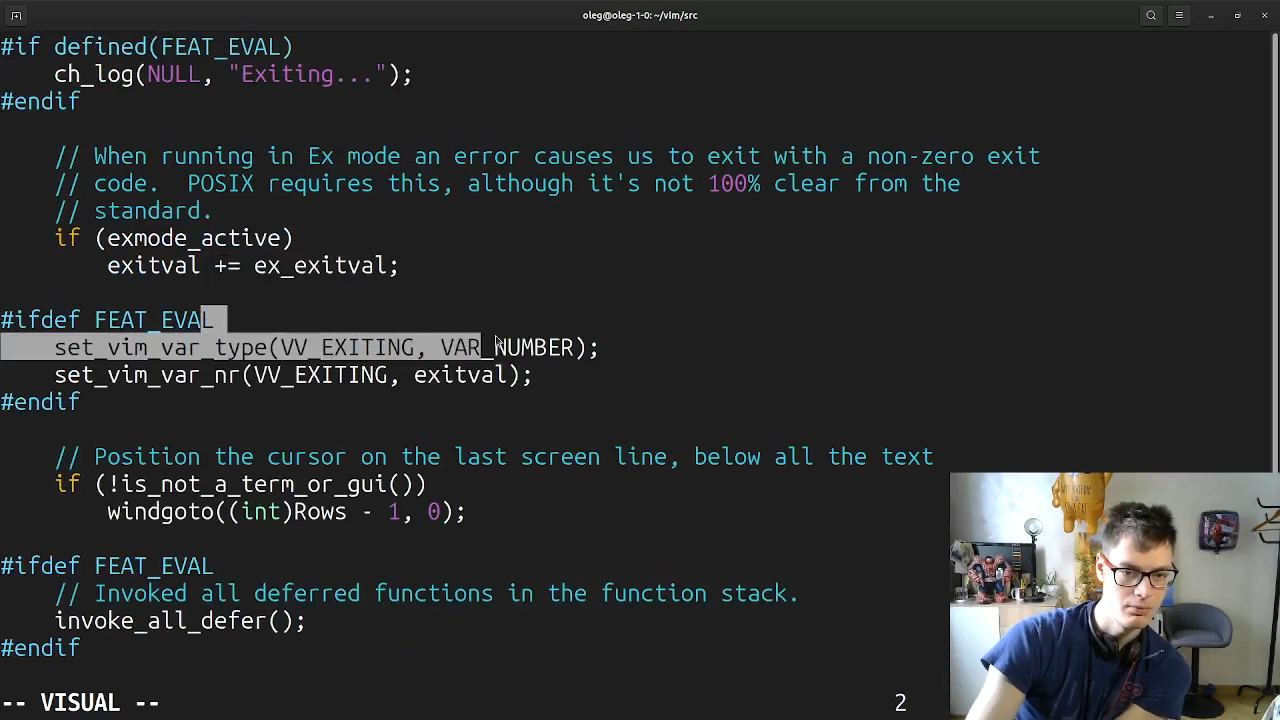 oleg@oleg-1-0: ~/vim/src
#if defined(FEAT_EVAL)
    ch_log(NULL, "Exiting...");
#endif
    // When running in Ex mode an error causes us to exit with a non-zero exit
    // code.  POSIX requires this, although it's not 100% clear from the
    // standard.
    if (exmode_active)
        exitval += ex_exitval;
#ifdef FEAT_EVAL
    set_vim_var_type(VV_EXITING, VAR_NUMBER);
    set_vim_var_nr(VV_EXITING, exitval);
#endif
    // Position the cursor on the last screen line, below all the text
    if (!is_not_a_term_or_gui())
        windgoto((int)Rows - 1, 0);
#ifdef FEAT_EVAL
    // Invoked all deferred functions in the function stack.
    invoke_all_defer();
#endif
-- VISUAL -- 2